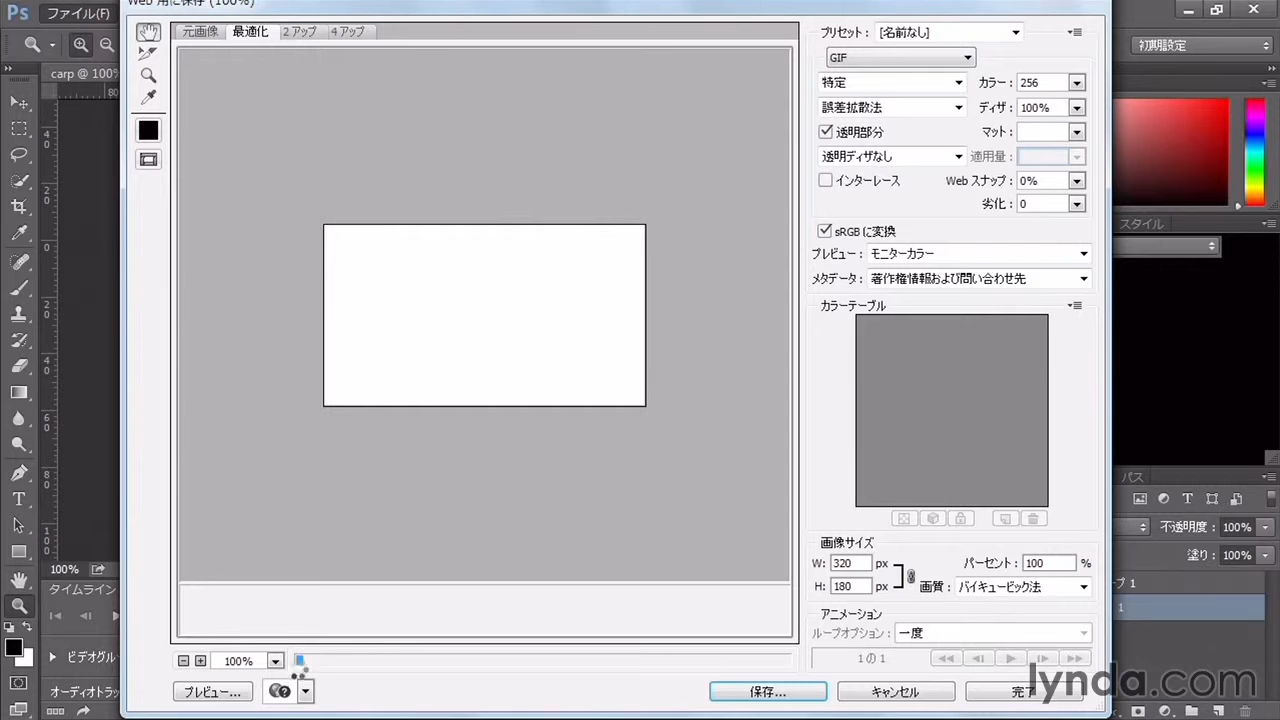 Web 用に保存 (100%)
Ps
ファイル(F)
初期設定
carp @ 100%
80
元画像
最適化
2 アップ
4 アップ
プリセット :
[名前なし]
GIF
特定
カラー :
256
誤差拡散法
ディザ :
100%
透明部分
マット :
透明ディザなし
適用量 :
インターレース
Web スナップ :
0%
劣化 :
0
sRGB に変換
プレビュー :
モニターカラー
メタデータ :
著作権情報および問い合わせ先
カラーテーブル
スタイル
パス
不透明度 :
100%
塗り :
100%
画像サイズ
W:
320
px
パーセント :
100
%
H:
180
px
画質 :
バイキュービック法
アニメーション
ループオプション :
一度
1 の 1
100%
タイムライン
ビデオグル
オーディオトラッ
100%
プレビュー...
保存...
キャンセル
完了
lynda.com